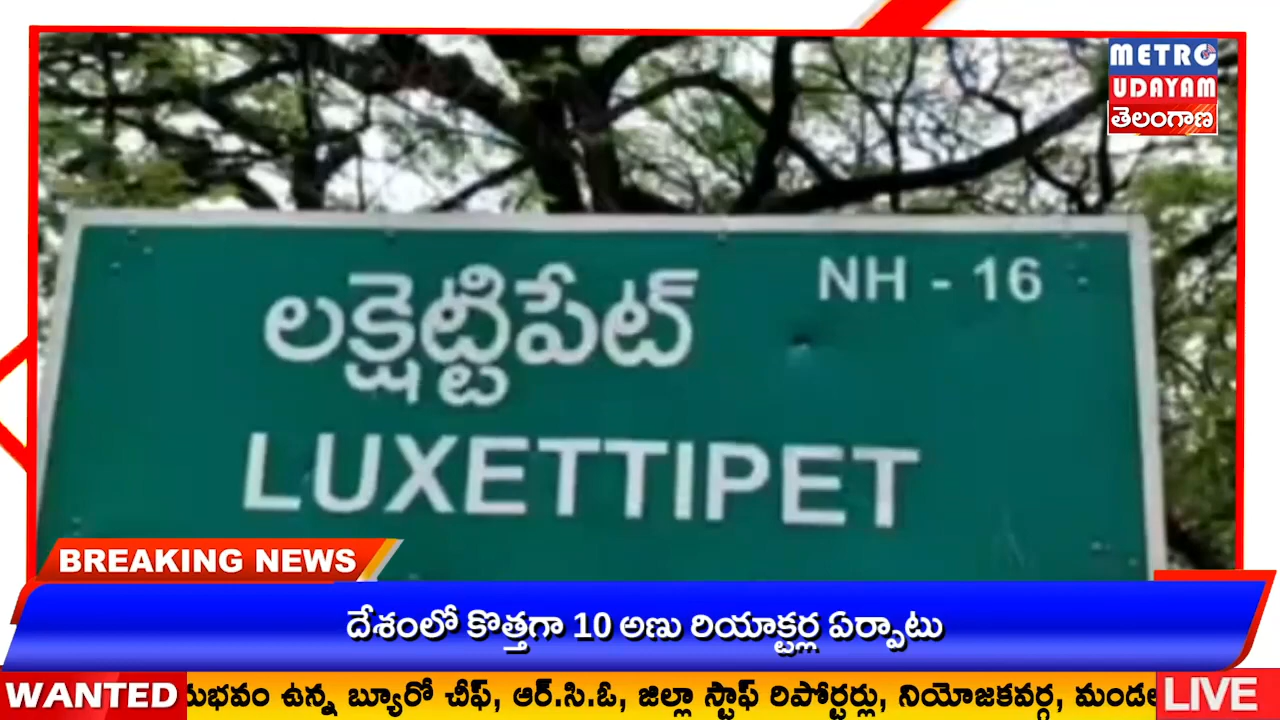 METRO
UDAYAM
తెలంగాణ
NH - 16
లక్షెట్టిపేట్
LUXETTIPET
BREAKING NEWS
దేశంలో కొత్తగా 10 అణు రియాక్టర్ల ఏర్పాటు
WANTED
ఉన్న బ్యూరో చీఫ్, ఆర్.సి.ఓ, జిల్లా స్టాఫ్ రిపోర్టర్లు, నియోజకవర్గ,
LIVE